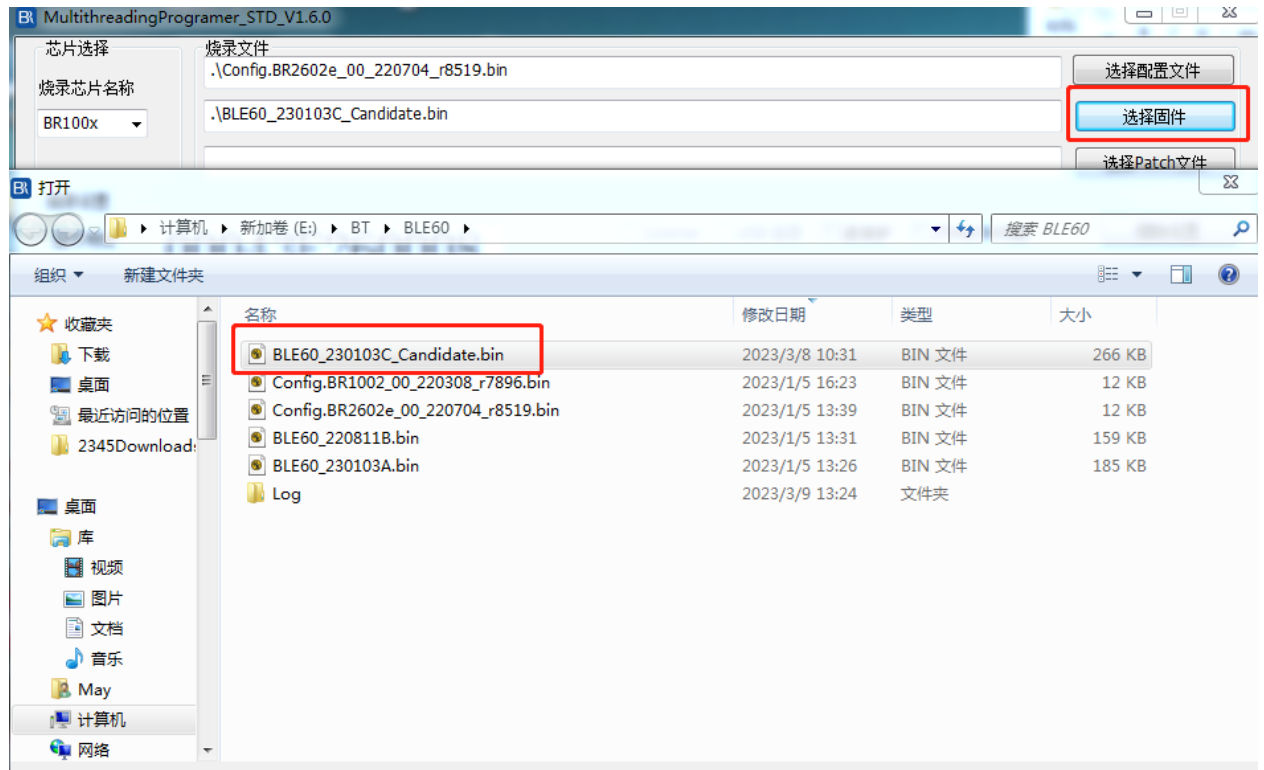 MultithreadingProgramer_STD_V1.6.0
芯片选择
烧录文件
.\Config.BR2602e_00_220704_r8519.bin
选择配置文件
烧录芯片名称
.\BLE60_230103C_Candidate.bin
选择固件
BR100x
选择Patch文件
打开
计算机 新加卷 (E:) BT BLE60
搜索 BLE60
组织 新建文件夹
名称 修改日期 类型 大小
收藏夹
下载
桌面
最近访问的位置
2345Downloads
桌面
库
视频
图片
文档
音乐
May
计算机
网络
BLE60_230103C_Candidate.bin 2023/3/8 10:31 BIN 文件 266 KB
Config.BR1002_00_220308_r7896.bin 2023/1/5 16:23 BIN 文件 12 KB
Config.BR2602e_00_220704_r8519.bin 2023/1/5 13:39 BIN 文件 12 KB
BLE60_220811B.bin 2023/1/5 13:31 BIN 文件 159 KB
BLE60_230103A.bin 2023/1/5 13:26 BIN 文件 185 KB
Log 2023/3/9 13:24 文件夹